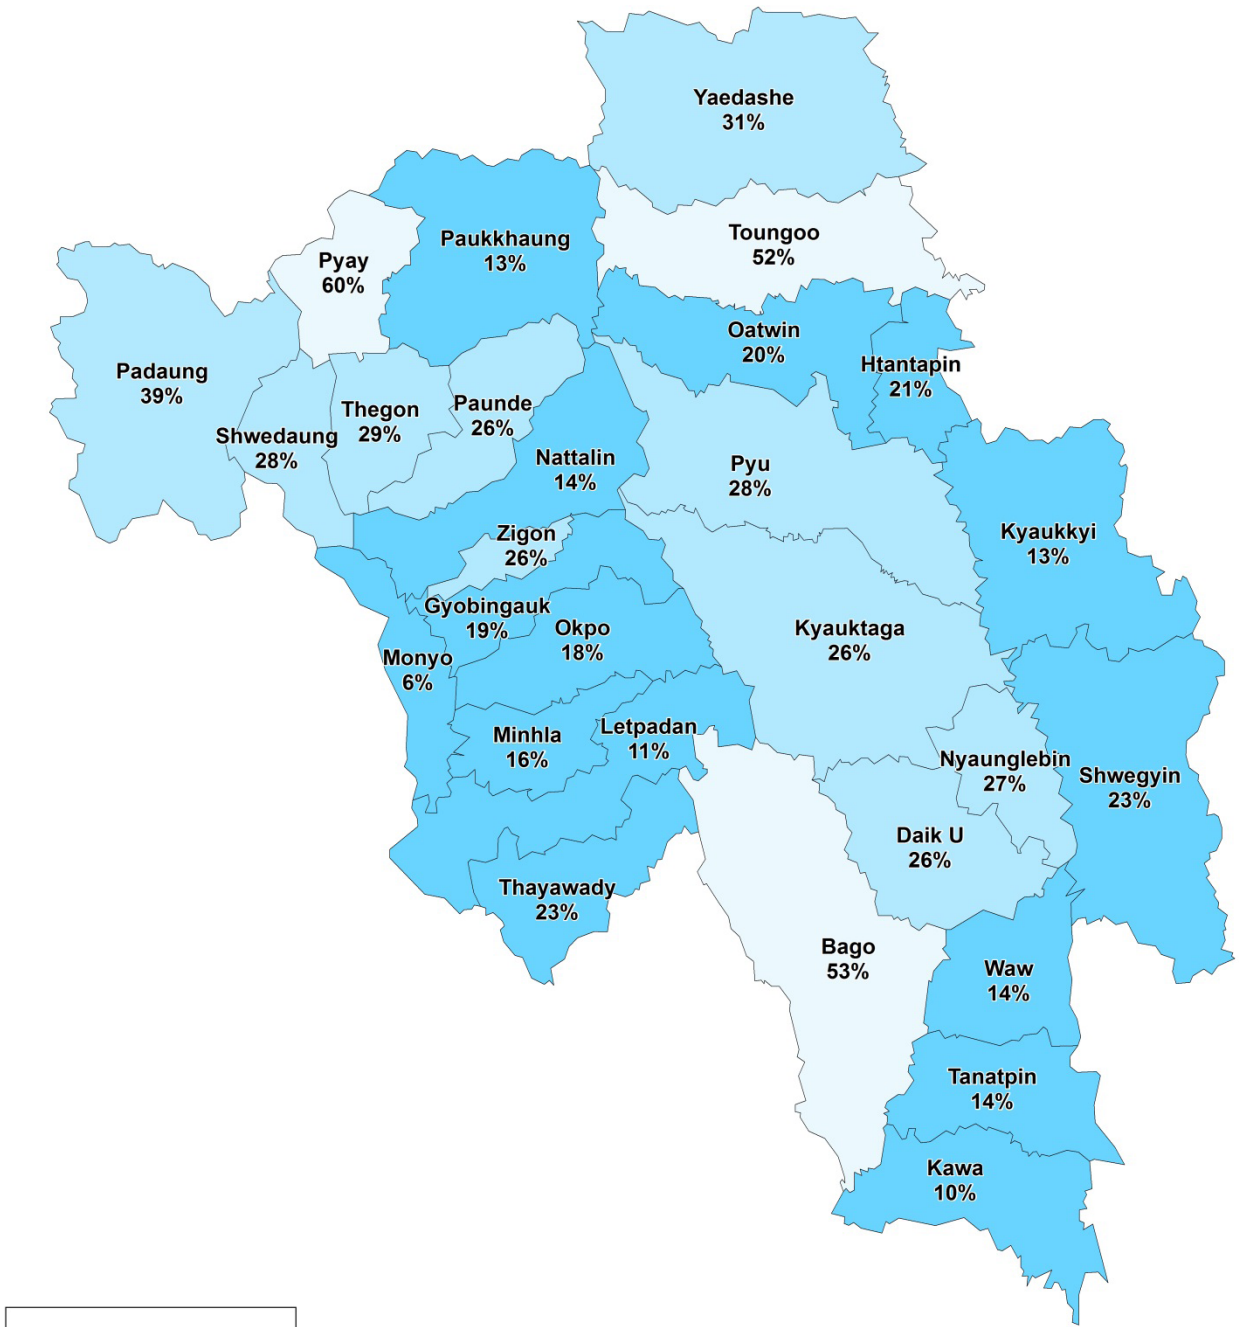 Yaedashe
31%
Toungoo
52%
Paukkhaung
13%
Pyay
60%
Oatwin
20%
Htantapin
21%
Padaung
39%
Thegon
29%
Paunde
26%
Shwedaung
28%
Nattalin
14%
Pyu
28%
Kyaukkyi
13%
Zigon
26%
Gyobingauk
19%
Okpo
18%
Kyauktaga
26%
Monyo
6%
Minhla
16%
Letpadan
11%
Nyaunglebin
27%
Shwegyin
23%
Daik U
26%
Thayawady
23%
Bago
53%
Waw
14%
Tanatpin
14%
Kawa
10%